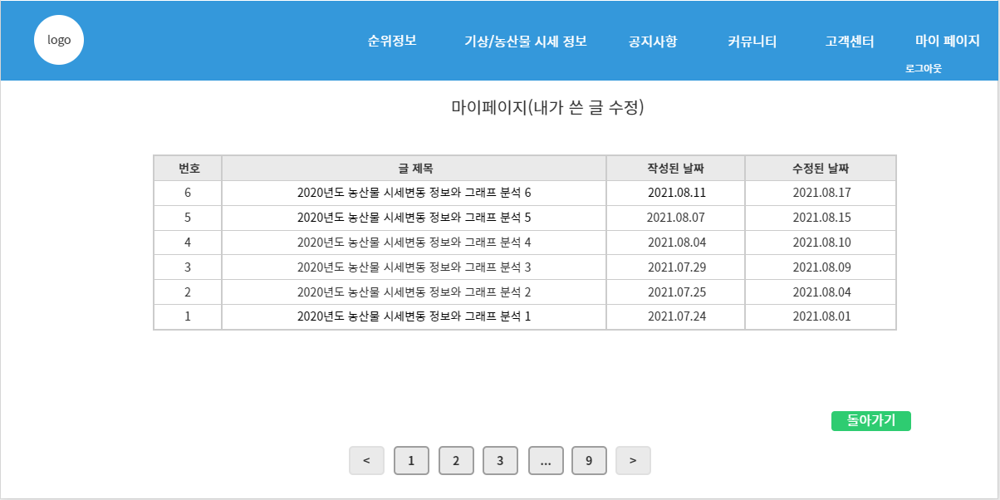 logo
순위정보 기상/농산물 시세 정보 공지사항 커뮤니티 고객센터 마이 페이지
로그아웃
마이페이지(내가 쓴 글 수정)
번호 글 제목 작성된 날짜 수정된 날짜
6 2020년도 농산물 시세변동 정보와 그래프 분석 6 2021.08.11 2021.08.17
5 2020년도 농산물 시세변동 정보와 그래프 분석 5 2021.08.07 2021.08.15
4 2020년도 농산물 시세변동 정보와 그래프 분석 4 2021.08.04 2021.08.10
3 2020년도 농산물 시세변동 정보와 그래프 분석 3 2021.07.29 2021.08.09
2 2020년도 농산물 시세변동 정보와 그래프 분석 2 2021.07.25 2021.08.04
1 2020년도 농산물 시세변동 정보와 그래프 분석 1 2021.07.24 2021.08.01
돌아가기
< 1 2 3 ... 9 >